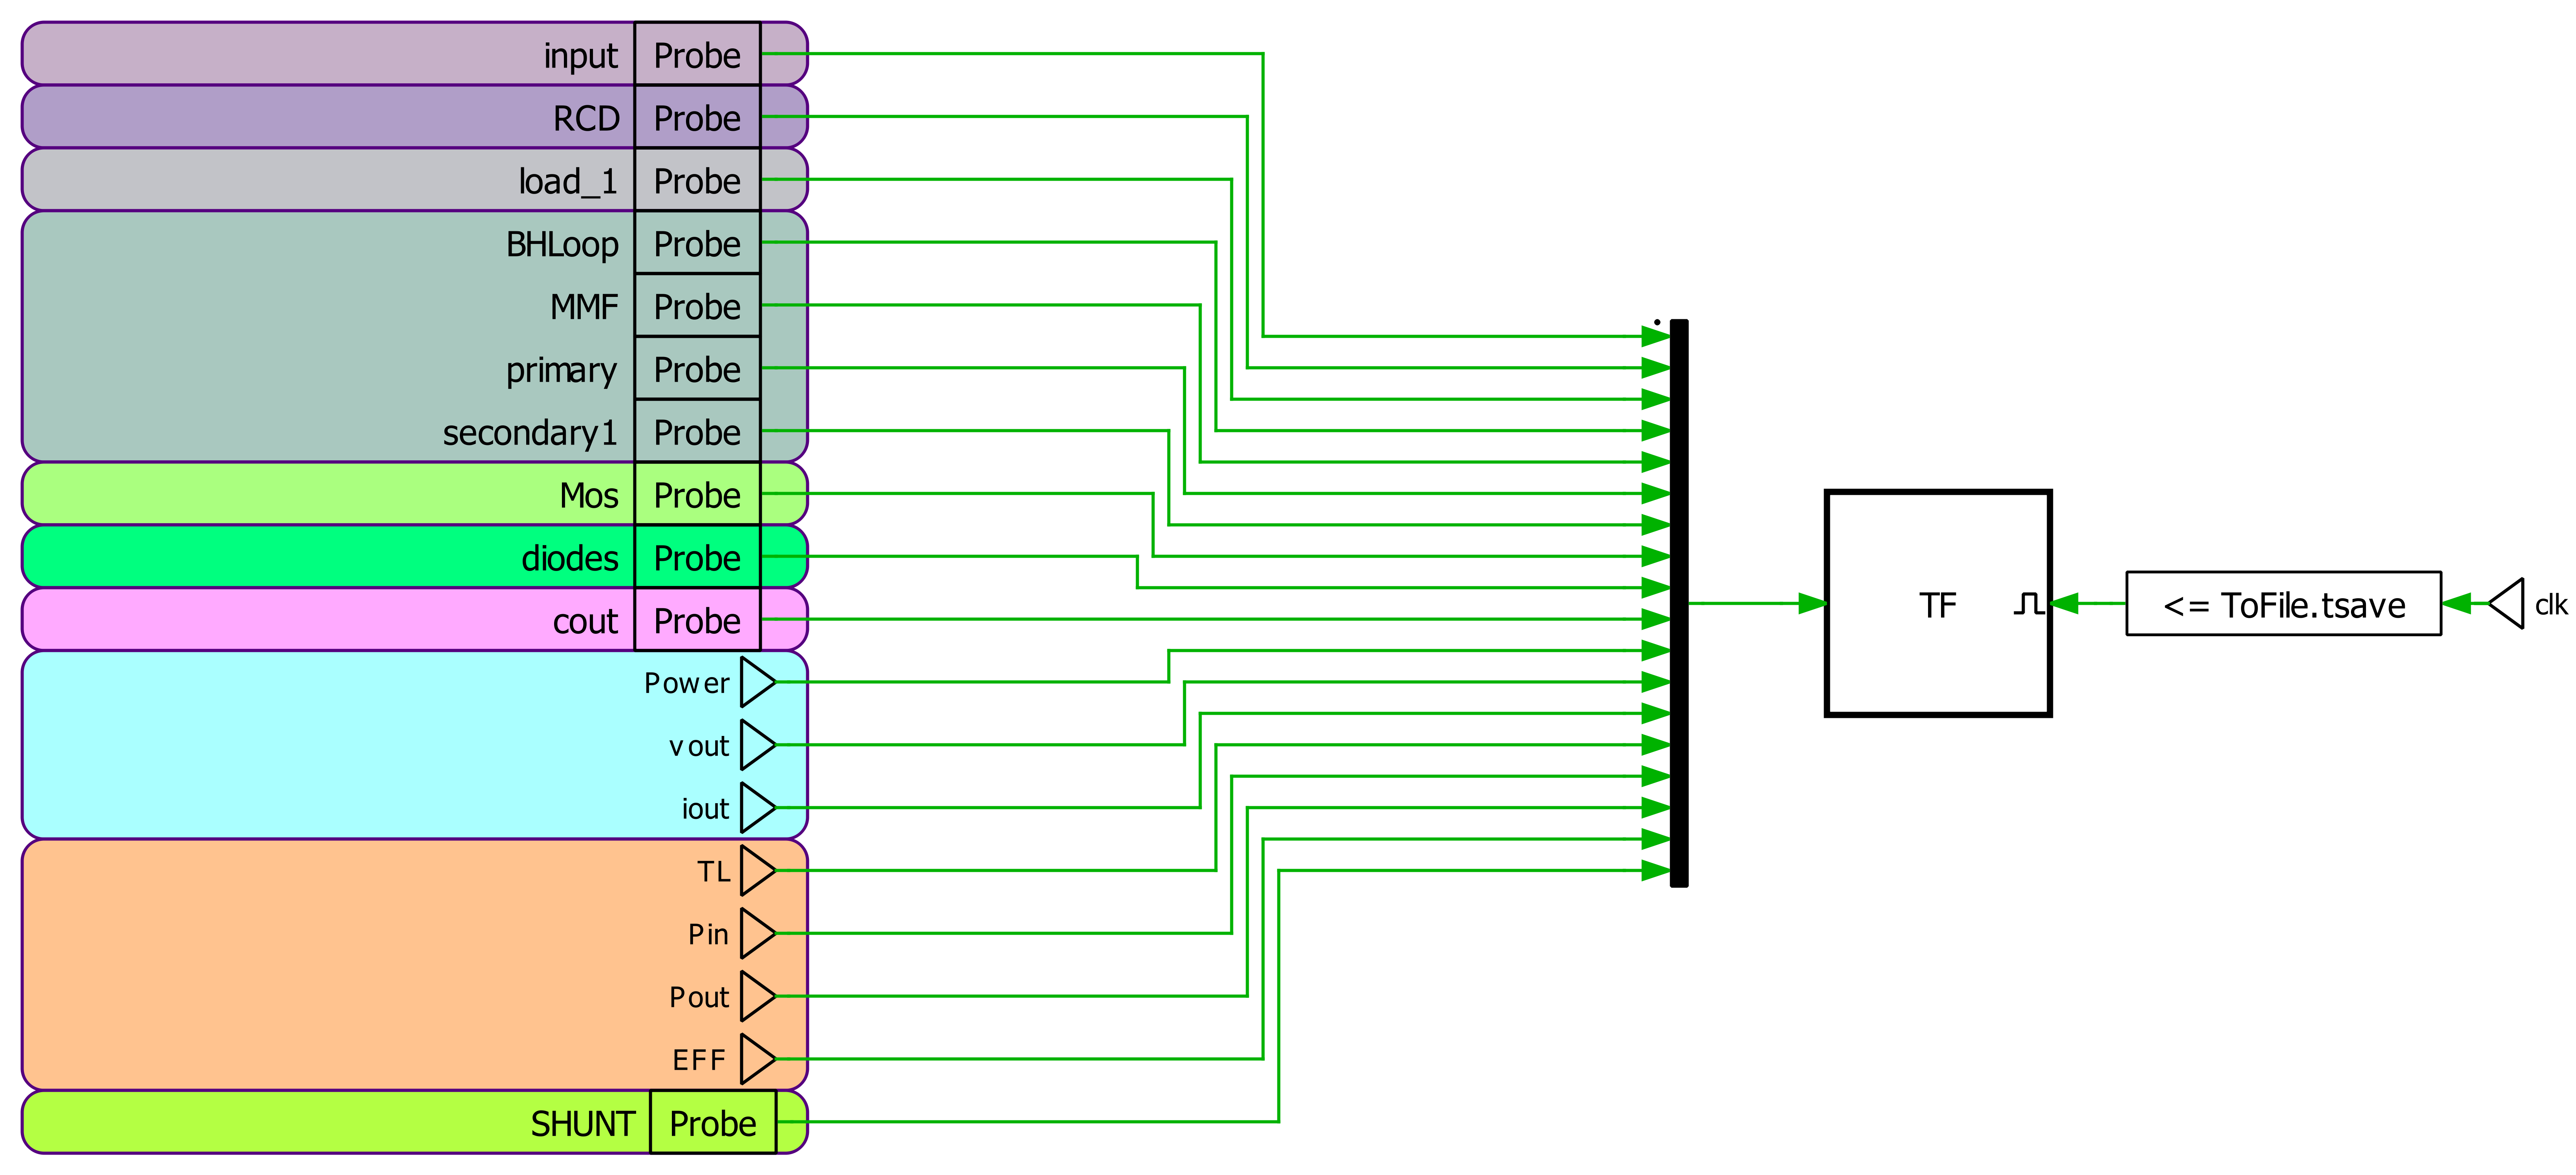 input Probe
RCD Probe
load_1 Probe
BHLoop Probe
MMF Probe
primary Probe
secondary1 Probe
Mos Probe
diodes Probe
cout Probe
Power
vout
iout
TL
Pin
Pout
EFF
SHUNT Probe
TF
<= ToFile.tsave
clk